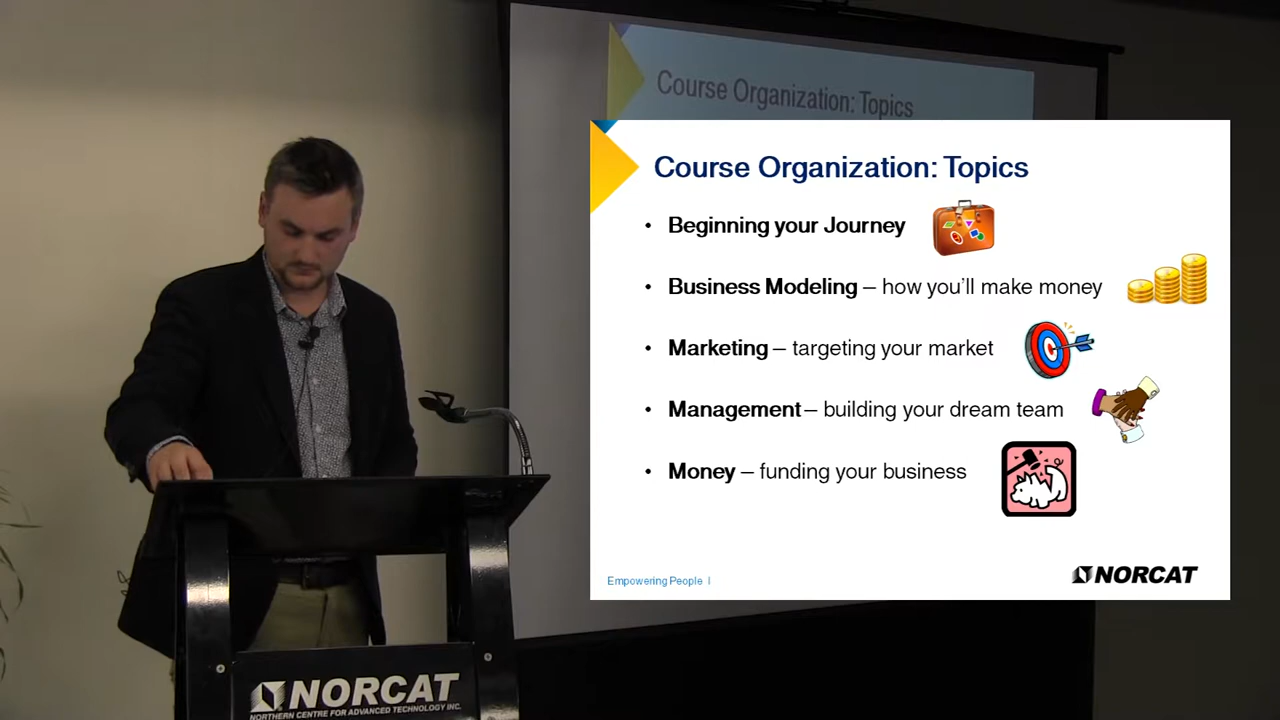 Course Organization: Topics
Course Organization: Topics
• Beginning your Journey
• Business Modeling – how you'll make money
• Marketing – targeting your market
• Management – building your dream team
• Money – funding your business
Empowering People |
NORCAT
NORCAT
NORTHERN CENTRE FOR ADVANCED TECHNOLOGY INC.